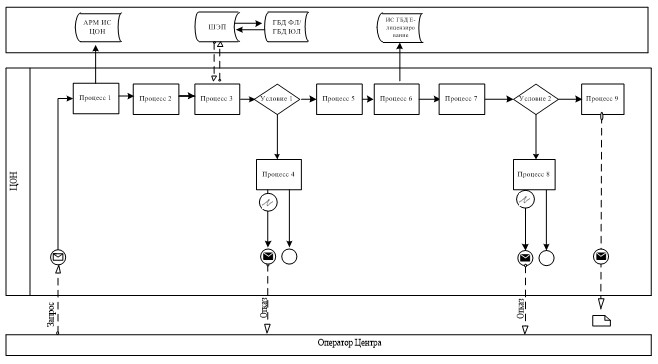 АРМ ИС
ЦОН
ШЭП
ГБД ФЛ/
ГБД ЮЛ
ИС ГБД Е-
лицензиро
вание
Процесс 1
Процесс 2
Процесс 3
Условие 1
Процесс 5
Процесс 6
Процесс 7
Условие 2
Процесс 9
Процесс 4
Процесс 8
ЦОН
Запрос
Отказ
Отказ
Оператор Центра